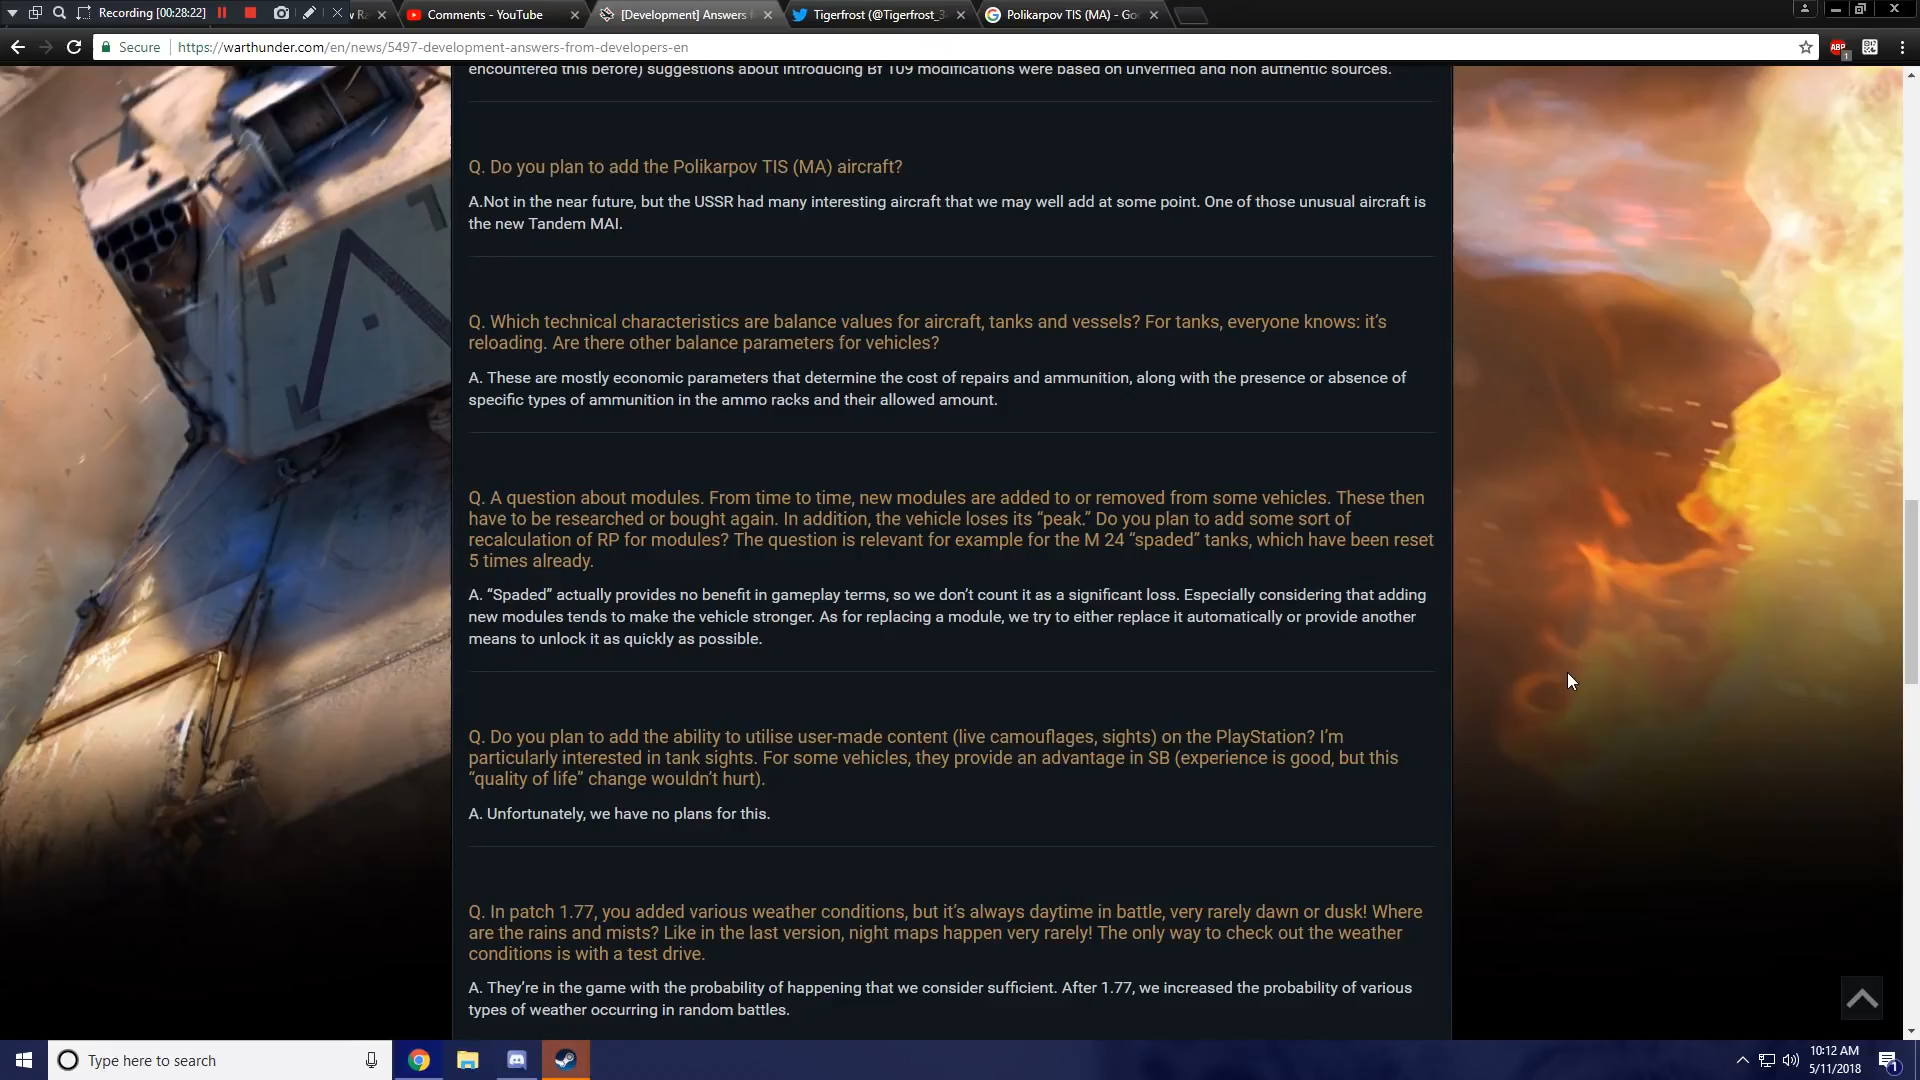 Recording [00:28:22]
Comments - YouTube
[Development] Answers
Tigerfrost (@Tigerfrost_3
Polikarpov TIS (MA) - Goo
Secure
https://warthunder.com/en/news/5497-development-answers-from-developers-en
ABP
1
encountered this before) suggestions about introducing Bf 109 modifications were based on unverified and non authentic sources.
Q. Do you plan to add the Polikarpov TIS (MA) aircraft?
A.Not in the near future, but the USSR had many interesting aircraft that we may well add at some point. One of those unusual aircraft is
the new Tandem MAI.
Q. Which technical characteristics are balance values for aircraft, tanks and vessels? For tanks, everyone knows: it’s
reloading. Are there other balance parameters for vehicles?
A. These are mostly economic parameters that determine the cost of repairs and ammunition, along with the presence or absence of
specific types of ammunition in the ammo racks and their allowed amount.
Q. A question about modules. From time to time, new modules are added to or removed from some vehicles. These then
have to be researched or bought again. In addition, the vehicle loses its “peak.” Do you plan to add some sort of
recalculation of RP for modules? The question is relevant for example for the M 24 “spaded” tanks, which have been reset
5 times already.
A. “Spaded” actually provides no benefit in gameplay terms, so we don’t count it as a significant loss. Especially considering that adding
new modules tends to make the vehicle stronger. As for replacing a module, we try to either replace it automatically or provide another
means to unlock it as quickly as possible.
Q. Do you plan to add the ability to utilise user-made content (live camouflages, sights) on the PlayStation? I’m
particularly interested in tank sights. For some vehicles, they provide an advantage in SB (experience is good, but this
“quality of life” change wouldn’t hurt).
A. Unfortunately, we have no plans for this.
Q. In patch 1.77, you added various weather conditions, but it’s always daytime in battle, very rarely dawn or dusk! Where
are the rains and mists? Like in the last version, night maps happen very rarely! The only way to check out the weather
conditions is with a test drive.
A. They’re in the game with the probability of happening that we consider sufficient. After 1.77, we increased the probability of various
types of weather occurring in random battles.
Type here to search
10:12 AM
5/11/2018
1